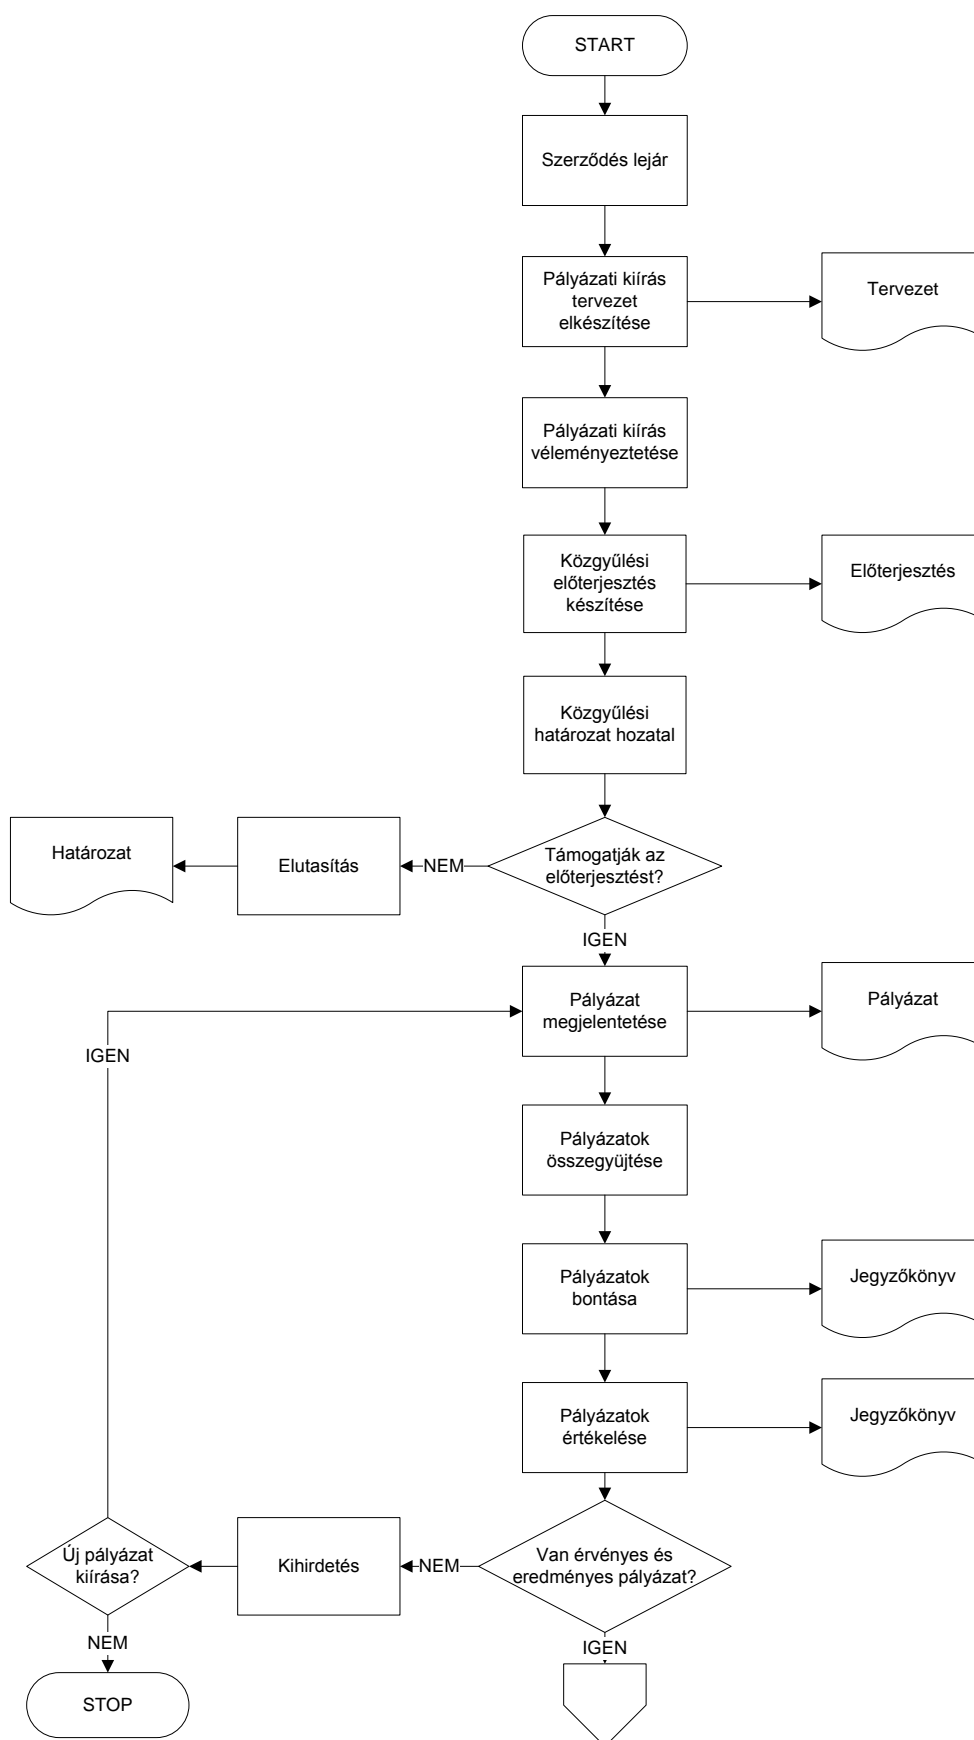 START
Szerződés lejár
Pályázati kiírás
tervezet
elkészítése
Tervezet
Pályázati kiírás
véleményeztetése
Közgyűlési
előterjesztés
készítése
Előterjesztés
Közgyűlési
határozat hozatal
Határozat
Elutasítás
NEM
Támogatják az
előterjesztést?
IGEN
Pályázat
megjelentetése
Pályázat
IGEN
Pályázatok
összegyüjtése
Pályázatok
bontása
Jegyzőkönyv
Pályázatok
értékelése
Jegyzőkönyv
Új pályázat
kiírása?
Kihirdetés
NEM
Van érvényes és
eredményes pályázat?
NEM
IGEN
STOP